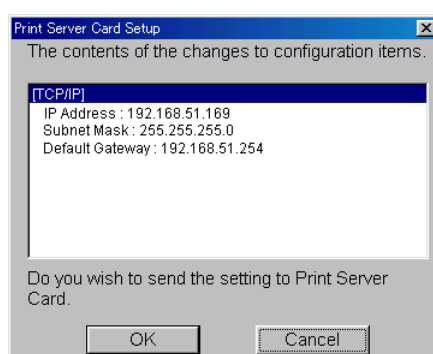 Print Server Card Setup
The contents of the changes to configuration items.
[TCP/IP]
IP Address : 192.168.51.169
Subnet Mask : 255.255.255.0
Default Gateway : 192.168.51.254
Do you wish to send the setting to Print Server
Card.
OK Cancel